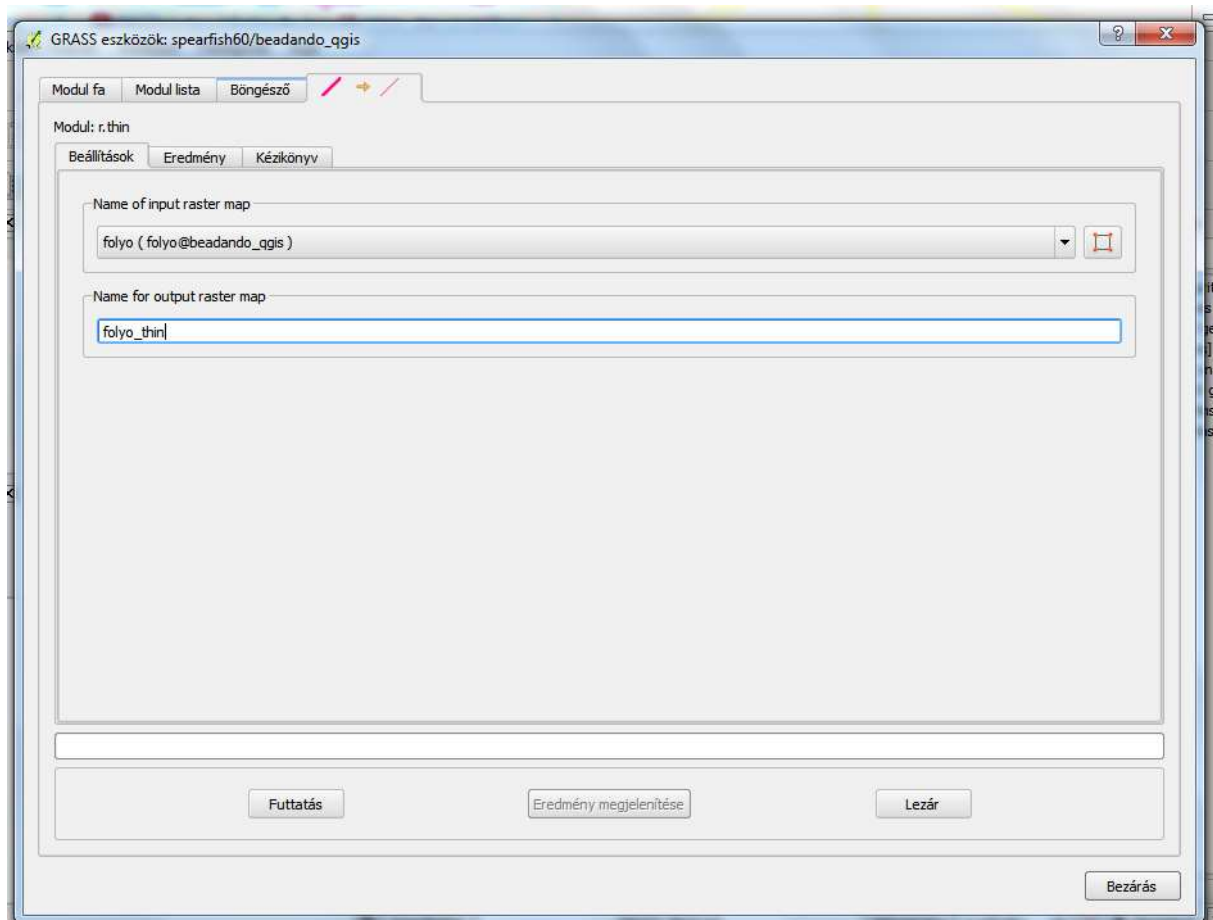 GRASS eszközök: spearfish60/beadando_qgis
Modul fa Modul lista Böngésző
Modul: r.thin
Beállítások Eredmény Kézikönyv
Name of input raster map
folyo ( folyo@beadando_qgis )
Name for output raster map
folyo_thin
Futtatás Eredmény megjelenítése Lezár
Bezárás